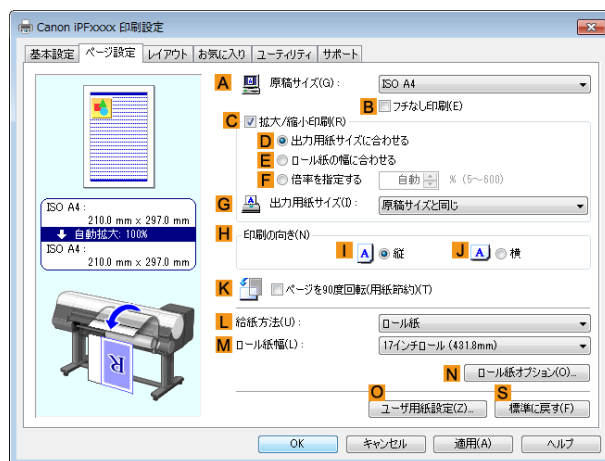 Canon iPFxxxx 印刷設定
基本設定 ページ設定 レイアウト お気に入り ユーティリティ サポート
A 原稿サイズ(G): ISO A4
B フチなし印刷(E)
C 拡大/縮小印刷(R)
D 出力用紙サイズに合わせる
E ロール紙の幅に合わせる
F 倍率を指定する 自動 % (5～600)
G 出力用紙サイズ(I): 原稿サイズと同じ
H 印刷の向き(N)
I A 縦 J A 横
K ページを90度回転(用紙節約)(T)
L 給紙方法(U): ロール紙
M ロール紙幅(L): 17インチロール (431.8mm)
N ロール紙オプション(O)...
O S
ユーザ用紙設定(Z)... 標準に戻す(F)
ISO A4 :
210.0 mm x 297.0 mm
自動拡大: 100%
ISO A4 :
210.0 mm x 297.0 mm
R
OK キャンセル 適用(A) ヘルプ